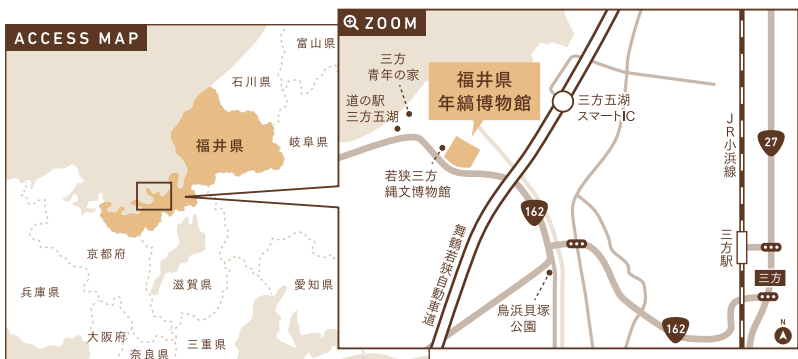 ACCESS MAP
富山県
石川県
福井県
岐阜県
京都府
兵庫県
滋賀県
愛知県
大阪府
三重県
奈良県
ZOOM
三方
青年の家
道の駅
三方五湖
福井県
年縞博物館
三方五湖
スマートIC
若狭三方
縄文博物館
162
舞鶴若狭自動車道
鳥浜貝塚
公園
JR小浜線
27
三方駅
三方
162
N